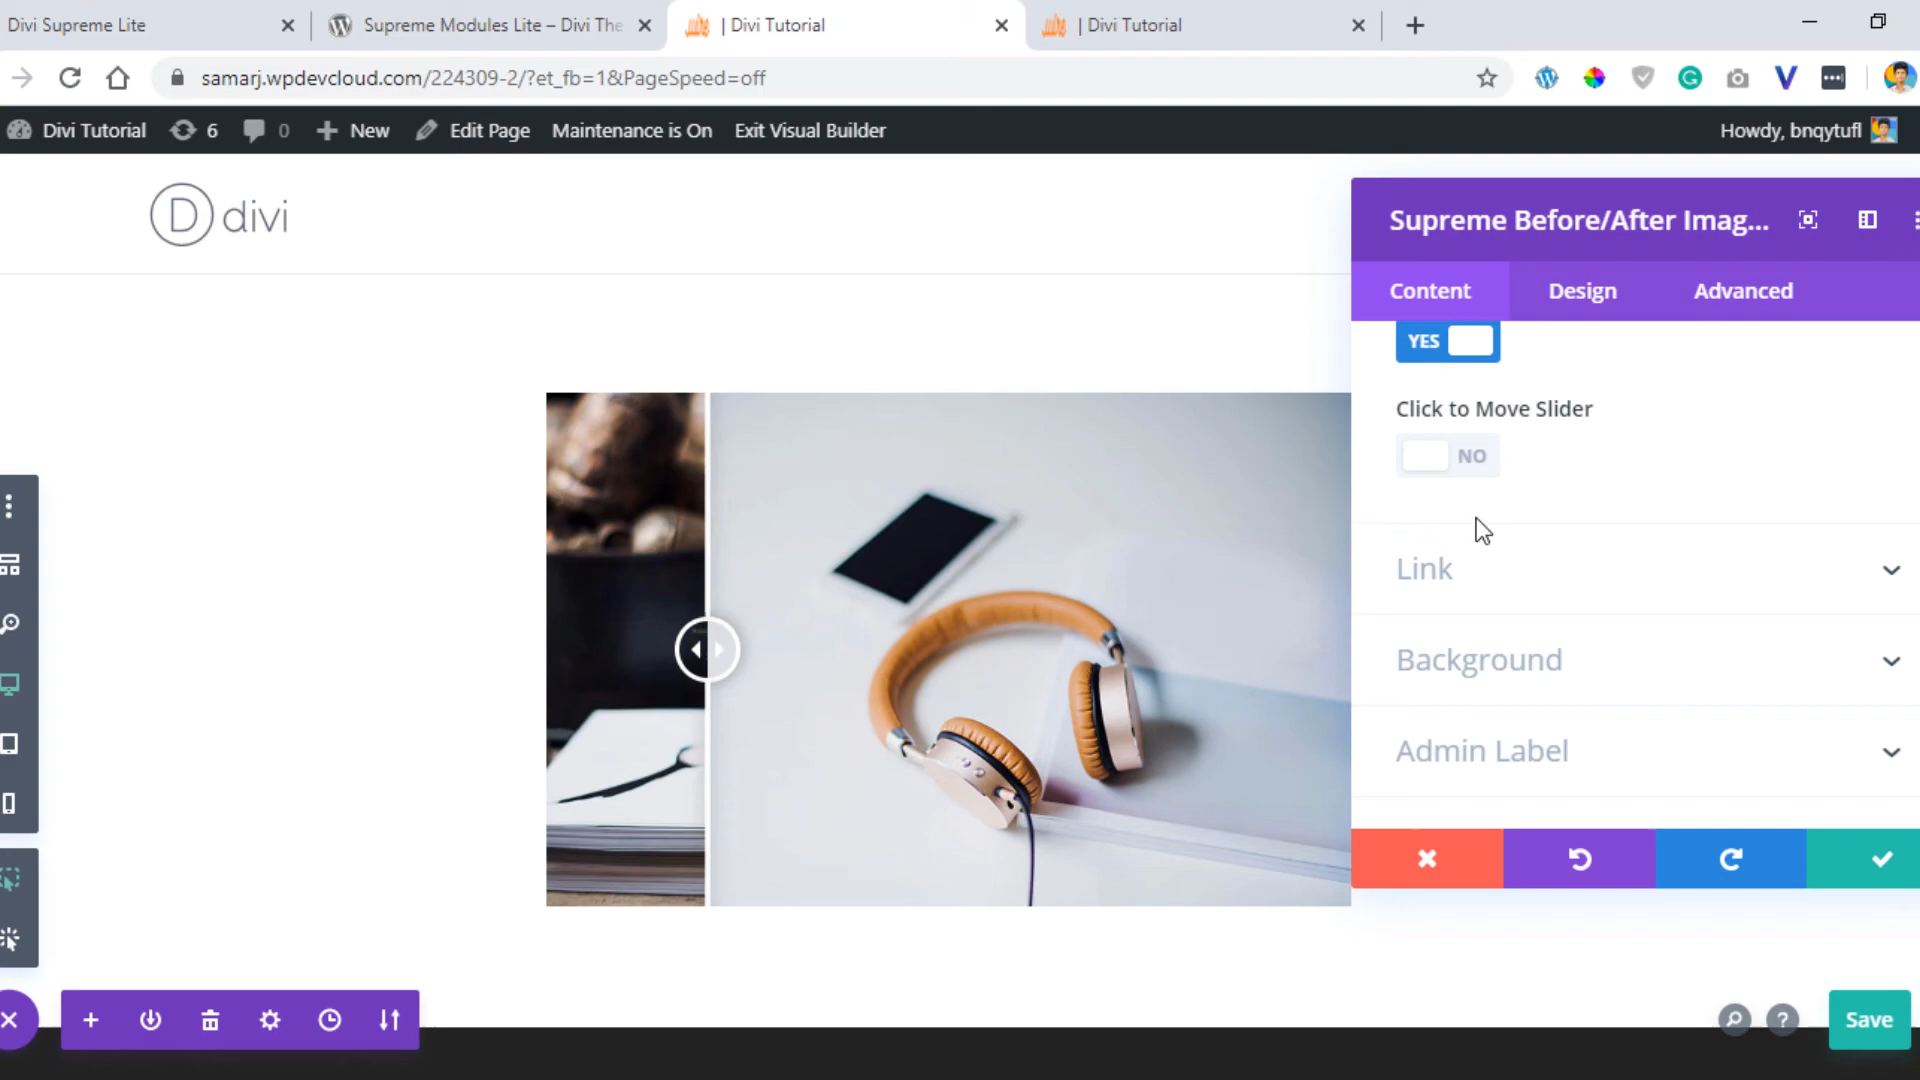 Divi Supreme Lite
Supreme Modules Lite – Divi The
| Divi Tutorial
| Divi Tutorial
samarj.wpdevcloud.com/224309-2/?et_fb=1&PageSpeed=off
Divi Tutorial
6
0
New
Edit Page
Maintenance is On
Exit Visual Builder
Howdy, bnqytufl
D divi
Supreme Before/After Imag...
Content
Design
Advanced
YES
Click to Move Slider
NO
Link
Background
Admin Label
Save